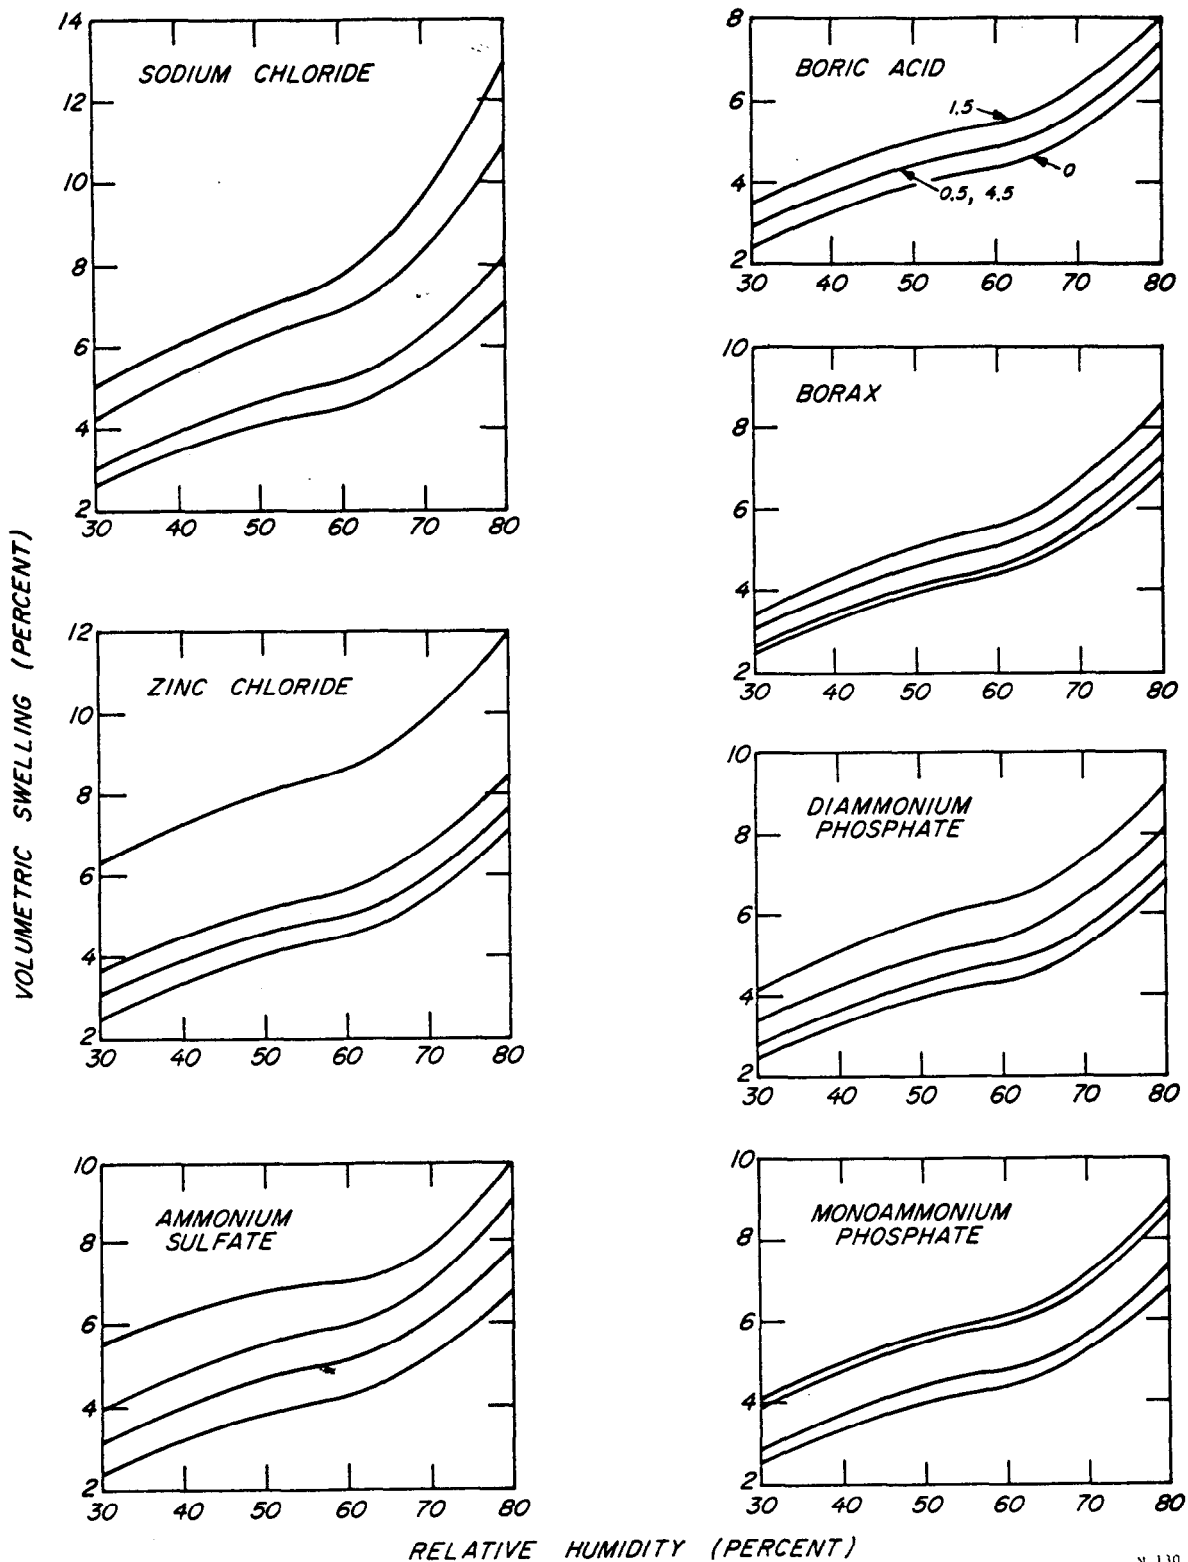 14
12
10
8
6
4
2
SODIUM CHLORIDE
30 40 50 60 70 80
12
10
8
6
4
2
ZINC CHLORIDE
30 40 50 60 70 80
10
8
6
4
2
AMMONIUM
SULFATE
30 40 50 60 70 80
8
6
4
2
BORIC ACID
1.5
0
0.5, 4.5
30 40 50 60 70 80
10
8
6
4
2
BORAX
30 40 50 60 70 80
10
8
6
4
2
DIAMMONIUM
PHOSPHATE
30 40 50 60 70 80
10
8
6
4
2
MONOAMMONIUM
PHOSPHATE
30 40 50 60 70 80
VOLUMETRIC SWELLING (PERCENT)
RELATIVE HUMIDITY (PERCENT)